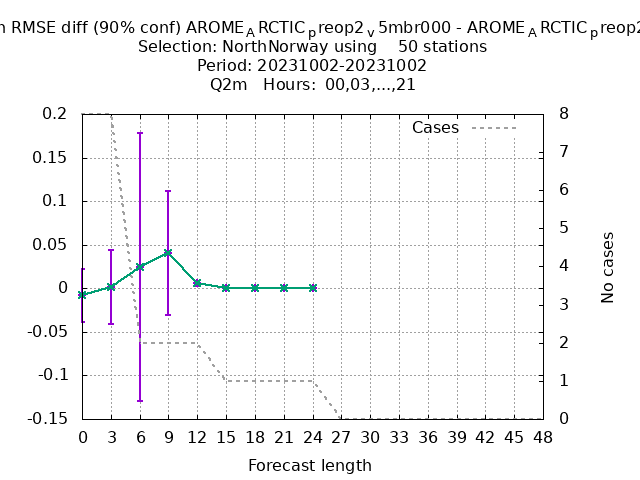 RMSE diff (90% conf) AROME_ARCTIC_preop2_v5mbr000 - AROME_ARCTIC_preop2
Selection: NorthNorway using 50 stations
Period: 20231002-20231002
Q2m Hours: 00,03,...,21
Cases
0.2
0.15
0.1
0.05
0
-0.05
-0.1
-0.15
8
7
6
5
4
3
2
1
0
No cases
0 3 6 9 12 15 18 21 24 27 30 33 36 39 42 45 48
Forecast length